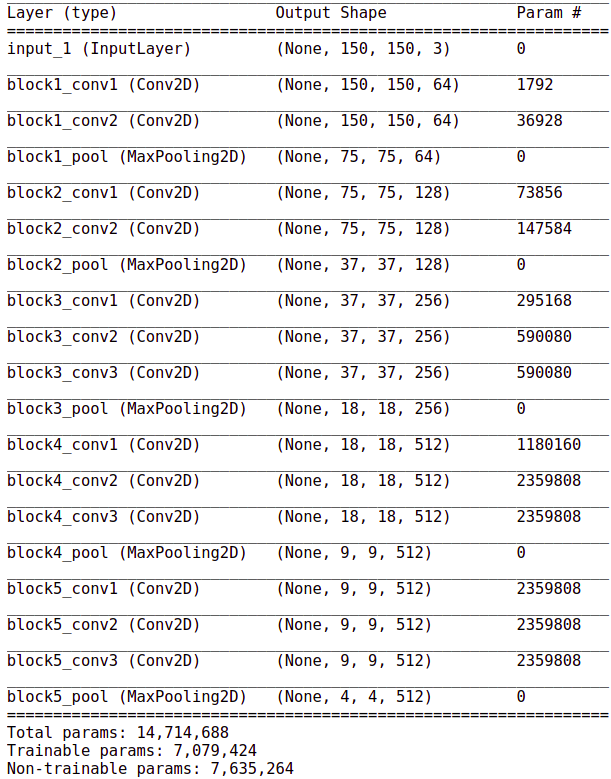 Layer (type) Output Shape Param #
input_1 (InputLayer) (None, 150, 150, 3) 0
block1_conv1 (Conv2D) (None, 150, 150, 64) 1792
block1_conv2 (Conv2D) (None, 150, 150, 64) 36928
block1_pool (MaxPooling2D) (None, 75, 75, 64) 0
block2_conv1 (Conv2D) (None, 75, 75, 128) 73856
block2_conv2 (Conv2D) (None, 75, 75, 128) 147584
block2_pool (MaxPooling2D) (None, 37, 37, 128) 0
block3_conv1 (Conv2D) (None, 37, 37, 256) 295168
block3_conv2 (Conv2D) (None, 37, 37, 256) 590080
block3_conv3 (Conv2D) (None, 37, 37, 256) 590080
block3_pool (MaxPooling2D) (None, 18, 18, 256) 0
block4_conv1 (Conv2D) (None, 18, 18, 512) 1180160
block4_conv2 (Conv2D) (None, 18, 18, 512) 2359808
block4_conv3 (Conv2D) (None, 18, 18, 512) 2359808
block4_pool (MaxPooling2D) (None, 9, 9, 512) 0
block5_conv1 (Conv2D) (None, 9, 9, 512) 2359808
block5_conv2 (Conv2D) (None, 9, 9, 512) 2359808
block5_conv3 (Conv2D) (None, 9, 9, 512) 2359808
block5_pool (MaxPooling2D) (None, 4, 4, 512) 0
Total params: 14,714,688
Trainable params: 7,079,424
Non-trainable params: 7,635,264